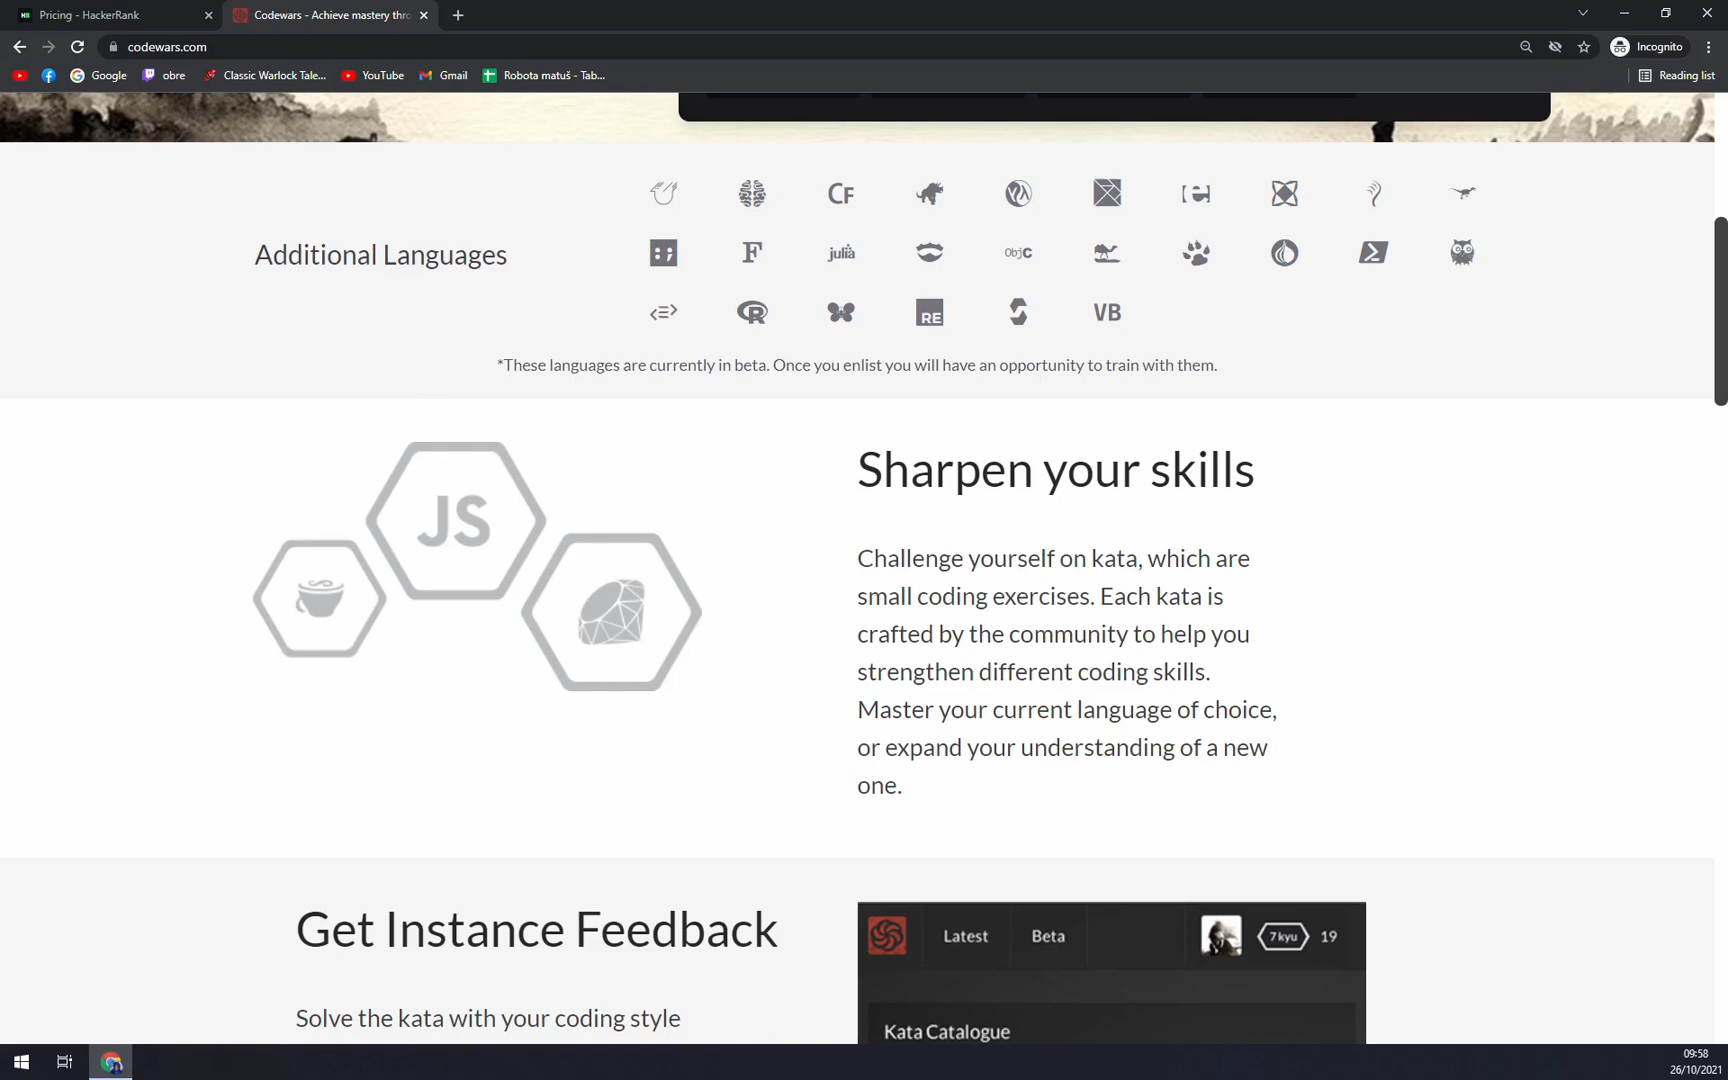 Pricing - HackerRank
Codewars - Achieve mastery thro
codewars.com
Incognito
Google
obre
Classic Warlock Tale...
YouTube
Gmail
Robota matuš - Tab...
Reading list
CF
Additional Languages
F
julia
ObjC
R
RE
VB
*These languages are currently in beta. Once you enlist you will have an opportunity to train with them.
JS
Sharpen your skills
Challenge yourself on kata, which are
small coding exercises. Each kata is
crafted by the community to help you
strengthen different coding skills.
Master your current language of choice,
or expand your understanding of a new
one.
Get Instance Feedback
Latest
Beta
7 kyu
19
Solve the kata with your coding style
Kata Catalogue
09:58
26/10/2021